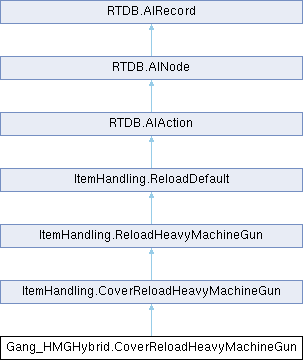 RTDB.AIRecord
RTDB.AINode
RTDB.AIAction
ItemHandling.ReloadDefault
ItemHandling.ReloadHeavyMachineGun
ItemHandling.CoverReloadHeavyMachineGun
Gang_HMGHybrid.CoverReloadHeavyMachineGun